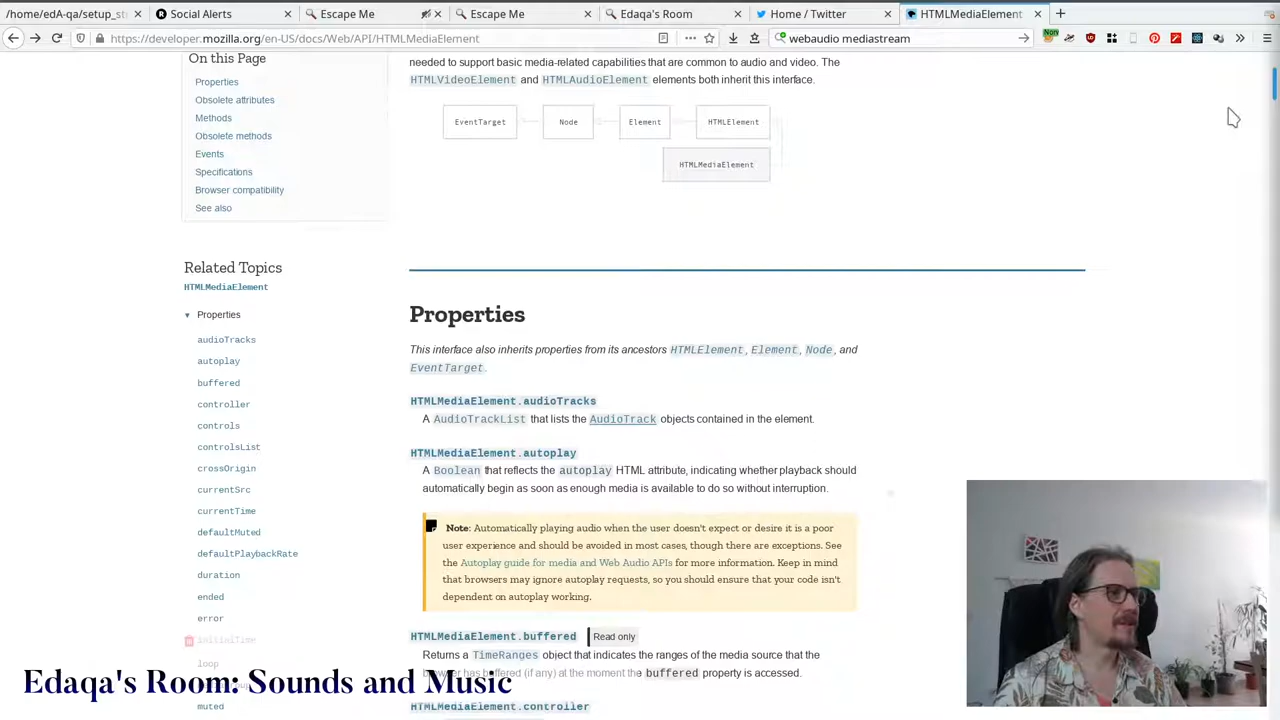 /home/edA-qa/setup_st
Social Alerts
Escape Me
Escape Me
Edaqa's Room
Home / Twitter
HTMLMediaElement
https://developer.mozilla.org/en-US/docs/Web/API/HTMLMediaElement
webaudio mediastream
On this Page
Properties
Obsolete attributes
Methods
Obsolete methods
Events
Specifications
Browser compatibility
See also
needed to support basic media-related capabilities that are common to audio and video. The
HTMLVideoElement and HTMLAudioElement elements both inherit this interface.
EventTarget
Node
Element
HTMLElement
HTMLMediaElement
Related Topics
HTMLMediaElement
Properties
audioTracks
autoplay
buffered
controller
controls
controlsList
crossOrigin
currentSrc
currentTime
defaultMuted
defaultPlaybackRate
duration
ended
error
initialTime
loop
muted
Properties
This interface also inherits properties from its ancestors HTMLElement, Element, Node, and
EventTarget.
HTMLMediaElement.audioTracks
A AudioTrackList that lists the AudioTrack objects contained in the element.
HTMLMediaElement.autoplay
A Boolean that reflects the autoplay HTML attribute, indicating whether playback should
automatically begin as soon as enough media is available to do so without interruption.
Note: Automatically playing audio when the user doesn't expect or desire it is a poor
user experience and should be avoided in most cases, though there are exceptions. See
the Autoplay guide for media and Web Audio APIs for more information. Keep in mind
that browsers may ignore autoplay requests, so you should ensure that your code isn't
dependent on autoplay working.
HTMLMediaElement.buffered Read only
Returns a TimeRanges object that indicates the ranges of the media source that the
browser has buffered (if any) at the moment the buffered property is accessed.
HTMLMediaElement.controller
Edaqa's Room: Sounds and Music